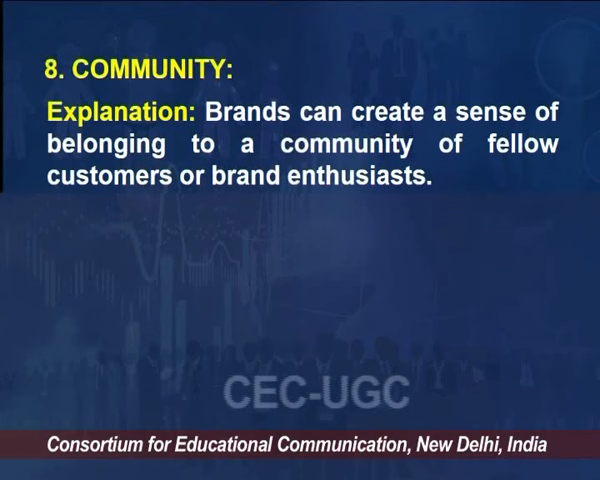 8. COMMUNITY:
Explanation: Brands can create a sense of
belonging to a community of fellow
customers or brand enthusiasts.
CEC-UGC
Consortium for Educational Communication, New Delhi, India